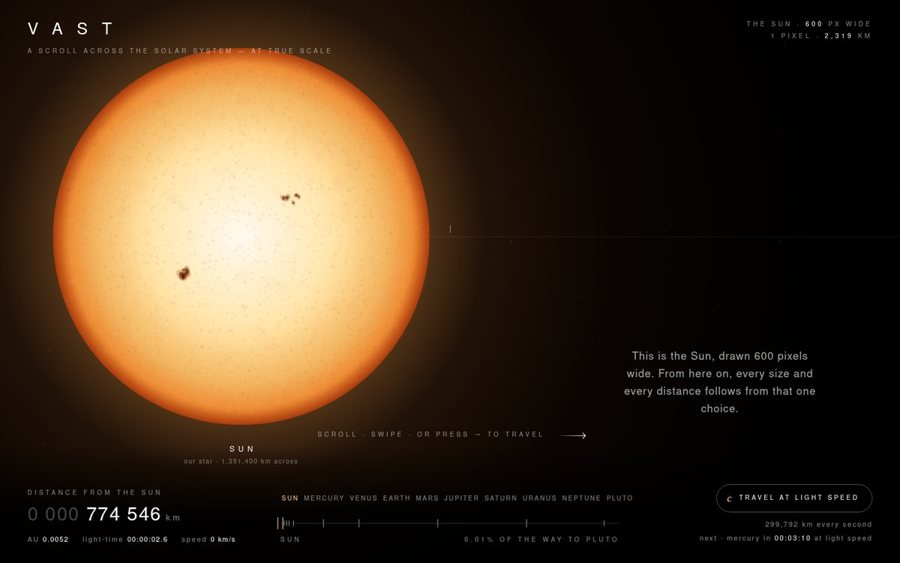 VAST
A SCROLL ACROSS THE SOLAR SYSTEM — AT TRUE SCALE
THE SUN · 600 PX WIDE
1 PIXEL · 2,319 KM
This is the Sun, drawn 600 pixels
wide. From here on, every size and
every distance follows from that one
choice.
SCROLL · SWIPE · OR PRESS → TO TRAVEL
SUN
our star · 1,391,400 km across
DISTANCE FROM THE SUN
0 000 774 546 km
AU 0.0052 light-time 00:00:02.6 speed 0 km/s
SUN MERCURY VENUS EARTH MARS JUPITER SATURN URANUS NEPTUNE PLUTO
SUN 0.01% OF THE WAY TO PLUTO
c TRAVEL AT LIGHT SPEED
299,792 km every second
next · mercury in 00:03:10 at light speed